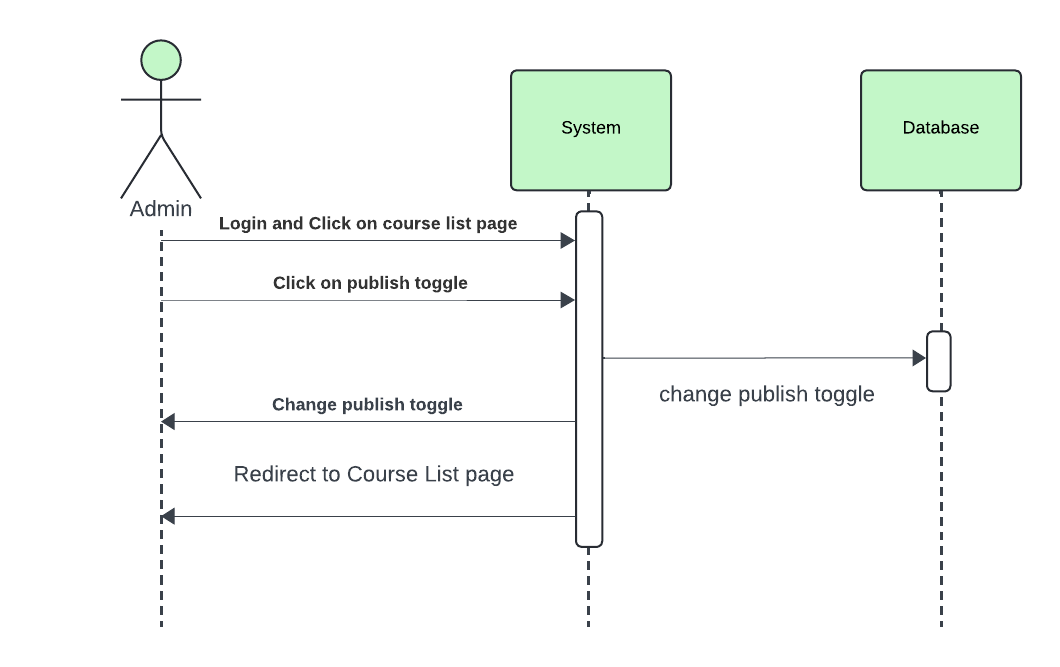 System
Database
Admin
Login and Click on course list page
Click on publish toggle
change publish toggle
Change publish toggle
Redirect to Course List page